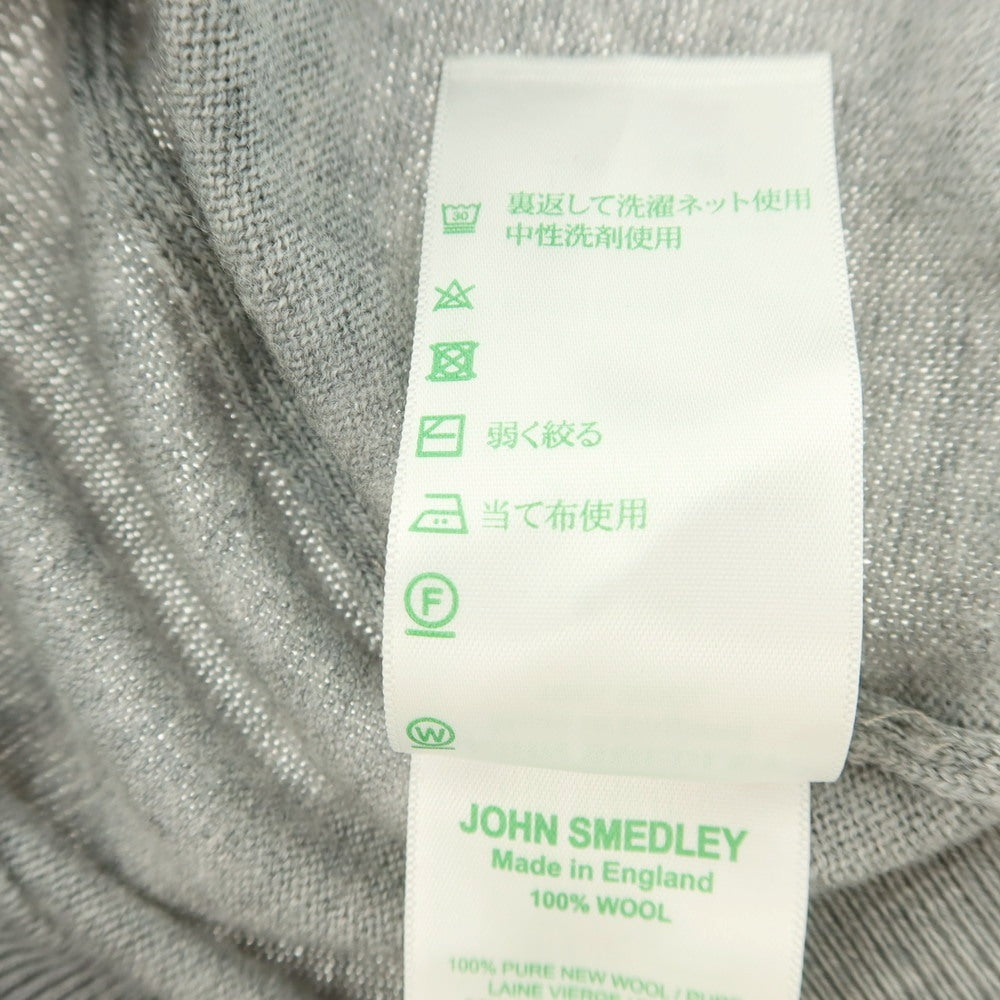 30
裏返して洗濯ネット使用
中性洗剤使用
弱く絞る
当て布使用
F
W
JOHN SMEDLEY
Made in England
100% WOOL
100% PURE NEW WOOL / PURE
LAINE VIERGE